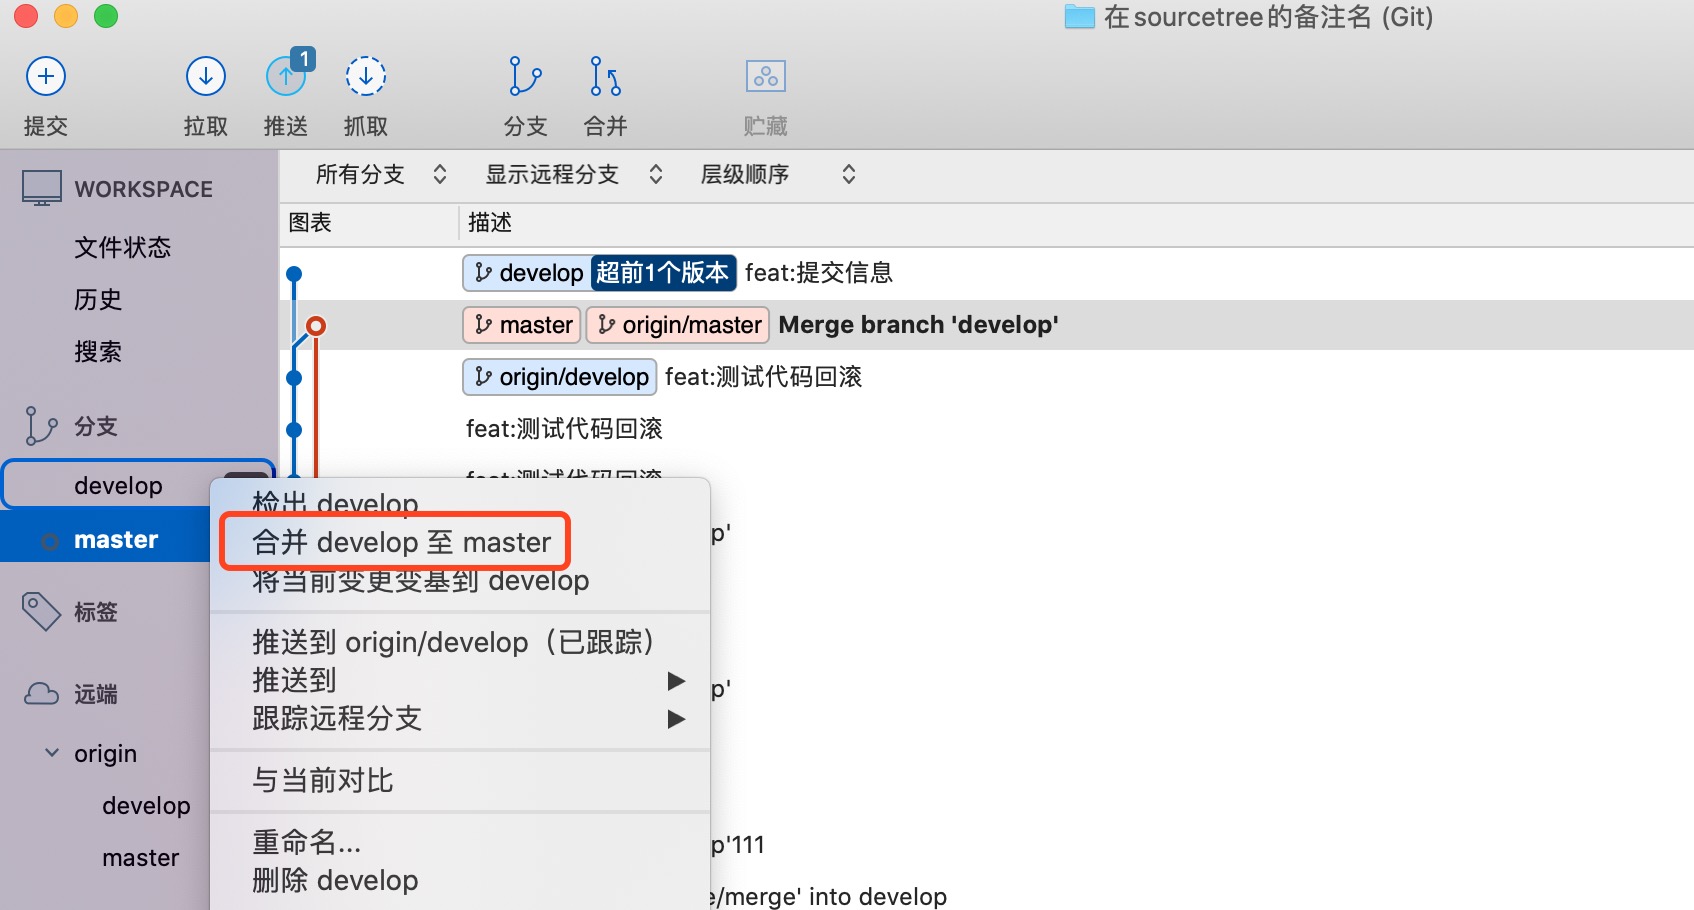 在sourcetree的备注名 (Git)
1
提交 拉取 推送 抓取 分支 合并 贮藏
WORKSPACE
文件状态
历史
搜索
分支
develop
master
标签
远端
origin
develop
master
所有分支 显示远程分支 层级顺序
图表 描述
develop 超前1个版本 feat:提交信息
master origin/master Merge branch 'develop'
origin/develop feat:测试代码回滚
feat:测试代码回滚
feat:测试代码回滚
p'
p'
p'111
e/merge' into develop
检出 develop
合并 develop 至 master
将当前变更变基到 develop
推送到 origin/develop（已跟踪）
推送到
跟踪远程分支
与当前对比
重命名...
删除 develop